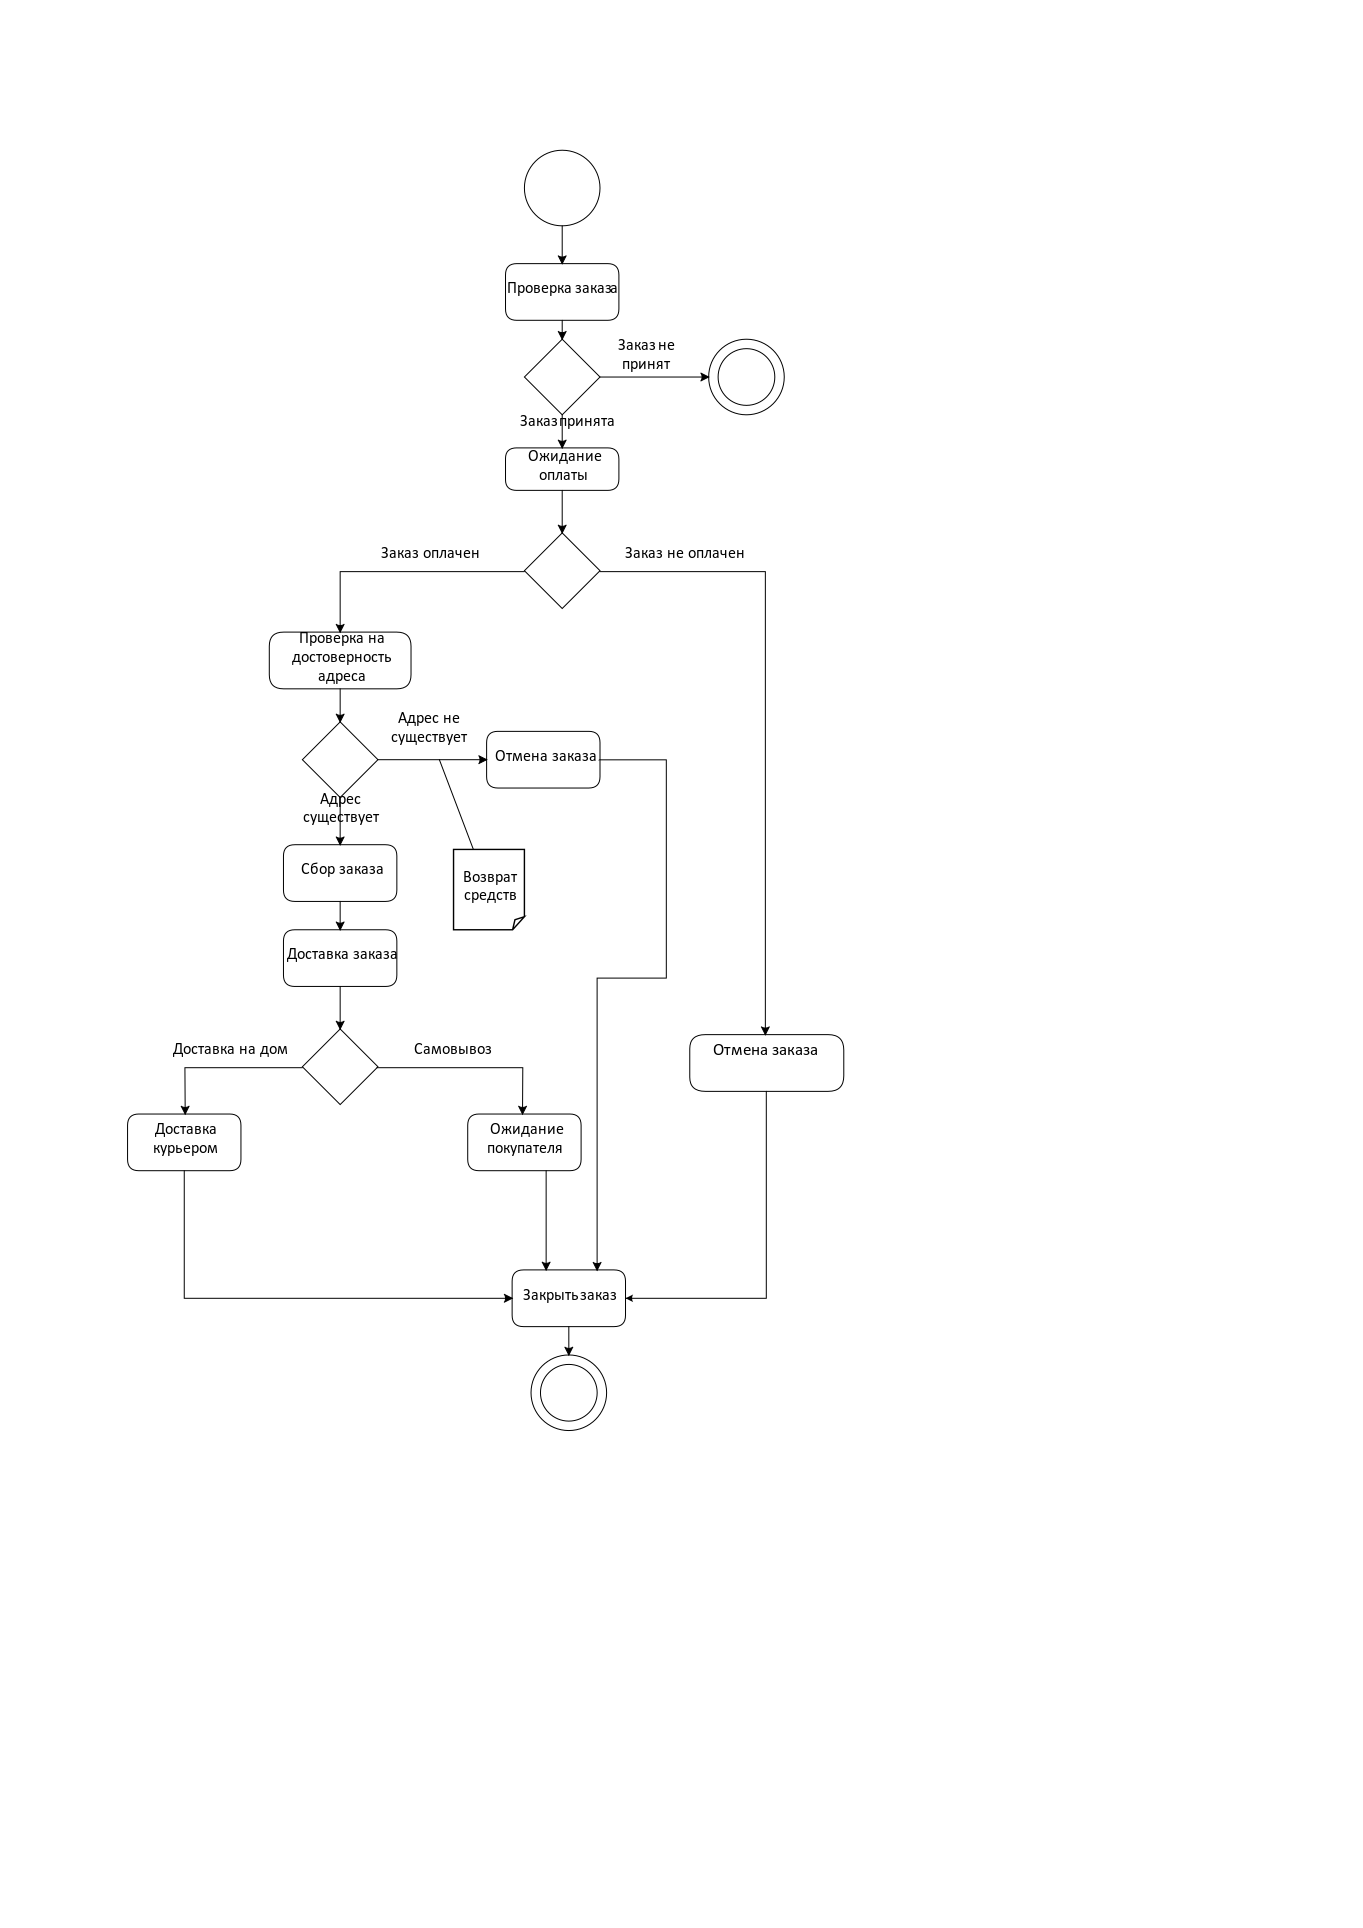 Проверка заказа
Заказ не
принят
Заказ принята
Ожидание
оплаты
Заказ оплачен
Заказ не оплачен
Проверка на
достоверность
адреса
Адрес не
существует
Отмена заказа
Адрес
существует
Сбор заказа
Возврат
средств
Доставка заказа
Доставка на дом
Самовывоз
Отмена заказа
Доставка
курьером
Ожидание
покупателя
Закрыть заказ